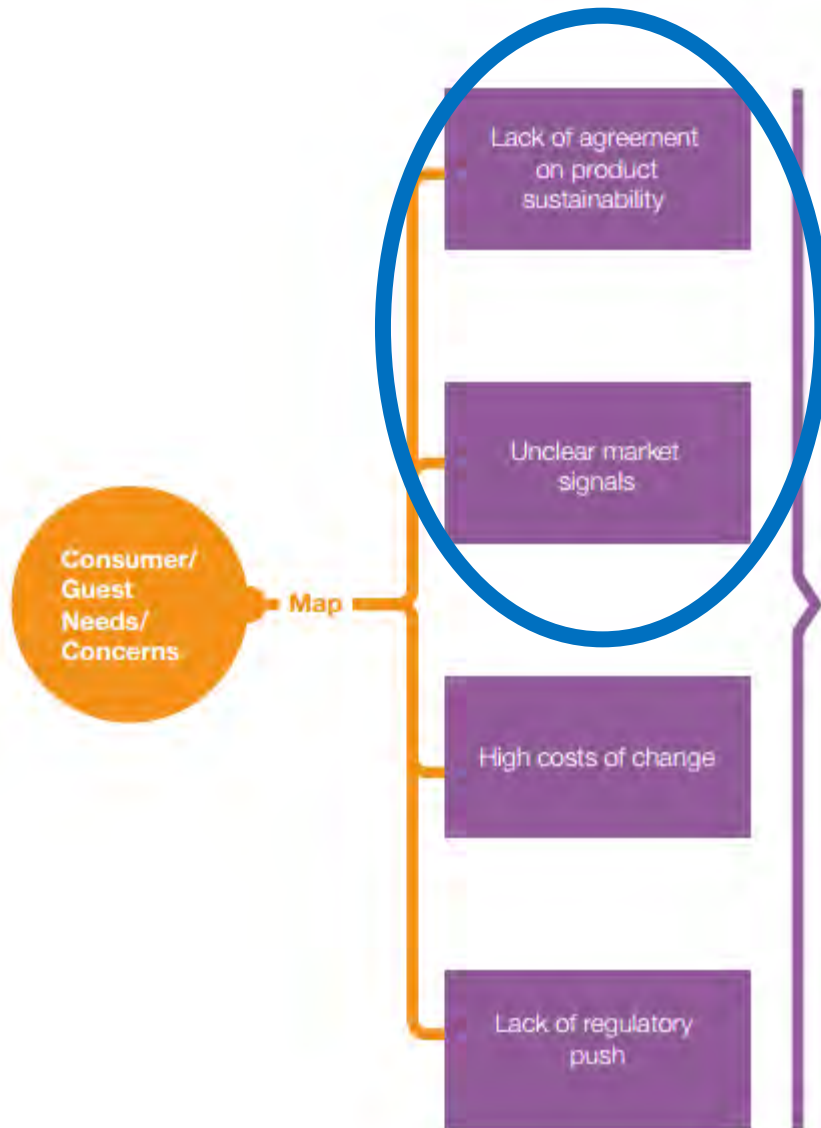 Lack of agreement
on product
sustainability
Unclear market
signals
Consumer/
Guest
Needs/
Concerns
Map
High costs of change
Lack of regulatory
push